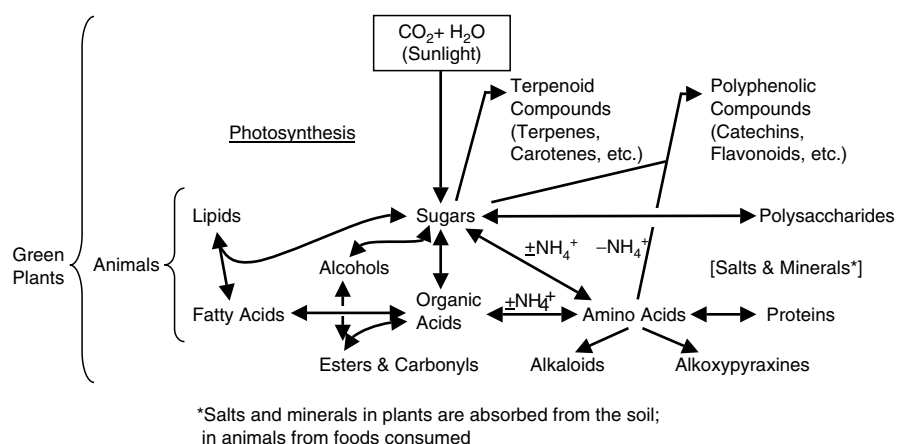 CO₂+ H₂O
(Sunlight)
Terpenoid
Compounds
(Terpenes,
Carotenes, etc.)
Polyphenolic
Compounds
(Catechins,
Flavonoids, etc.)
Photosynthesis
Lipids
Sugars
Polysaccharides
Green
Plants
Animals
Alcohols
±NH₄⁺
−NH₄⁺
[Salts & Minerals*]
Fatty Acids
Organic
Acids
±NH₄⁺
Amino Acids
Proteins
Esters & Carbonyls
Alkaloids
Alkoxypyraxines
*Salts and minerals in plants are absorbed from the soil;
in animals from foods consumed